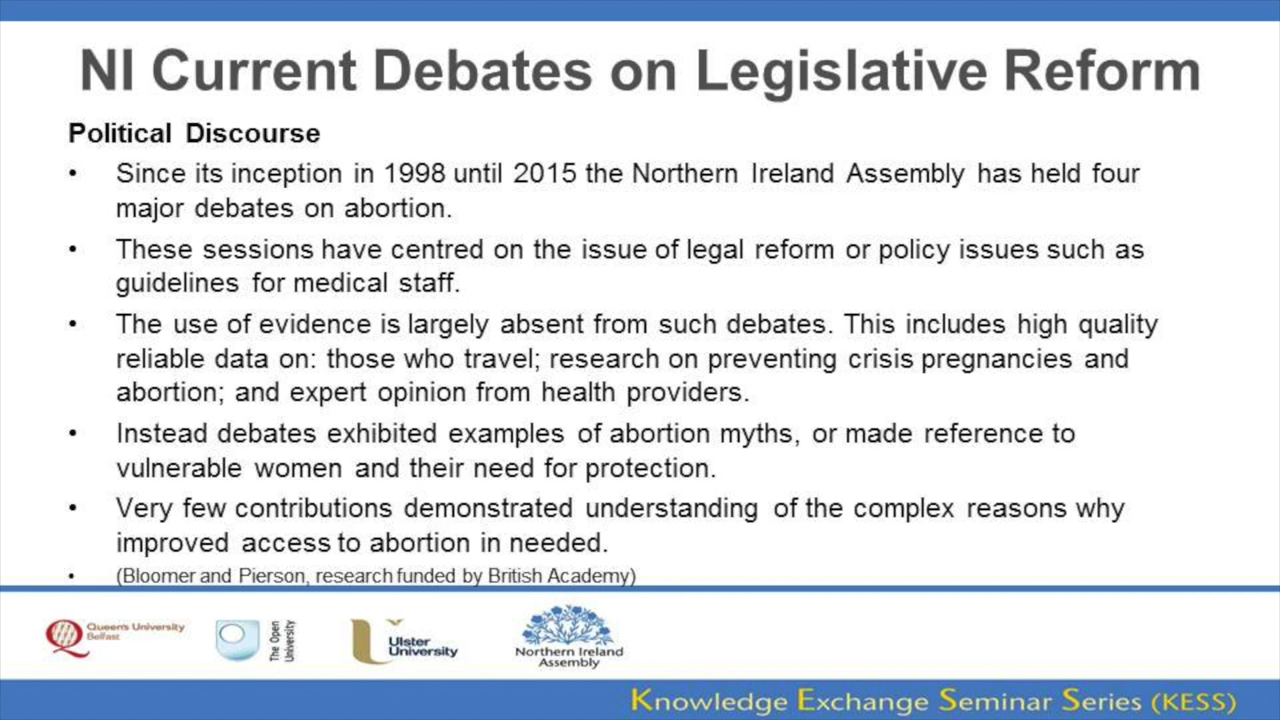 NI Current Debates on Legislative Reform
Political Discourse
• Since its inception in 1998 until 2015 the Northern Ireland Assembly has held four
major debates on abortion.
• These sessions have centred on the issue of legal reform or policy issues such as
guidelines for medical staff.
• The use of evidence is largely absent from such debates. This includes high quality
reliable data on: those who travel; research on preventing crisis pregnancies and
abortion; and expert opinion from health providers.
• Instead debates exhibited examples of abortion myths, or made reference to
vulnerable women and their need for protection.
• Very few contributions demonstrated understanding of the complex reasons why
improved access to abortion in needed.
• (Bloomer and Pierson, research funded by British Academy)
Queen's University
Belfast
The Open
University
Ulster
University
Northern Ireland
Assembly
Knowledge Exchange Seminar Series (KESS)